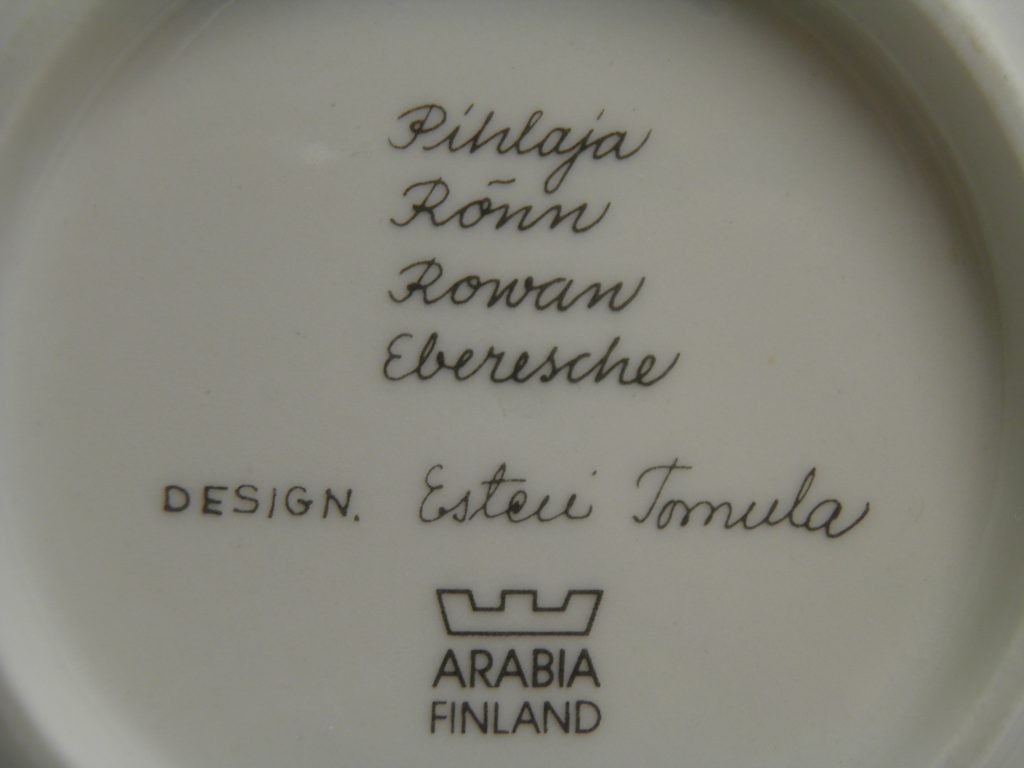 Pihlaja
Rönn
Rowan
Eberesche
DESIGN. Esteri Tomula
ARABIA
FINLAND